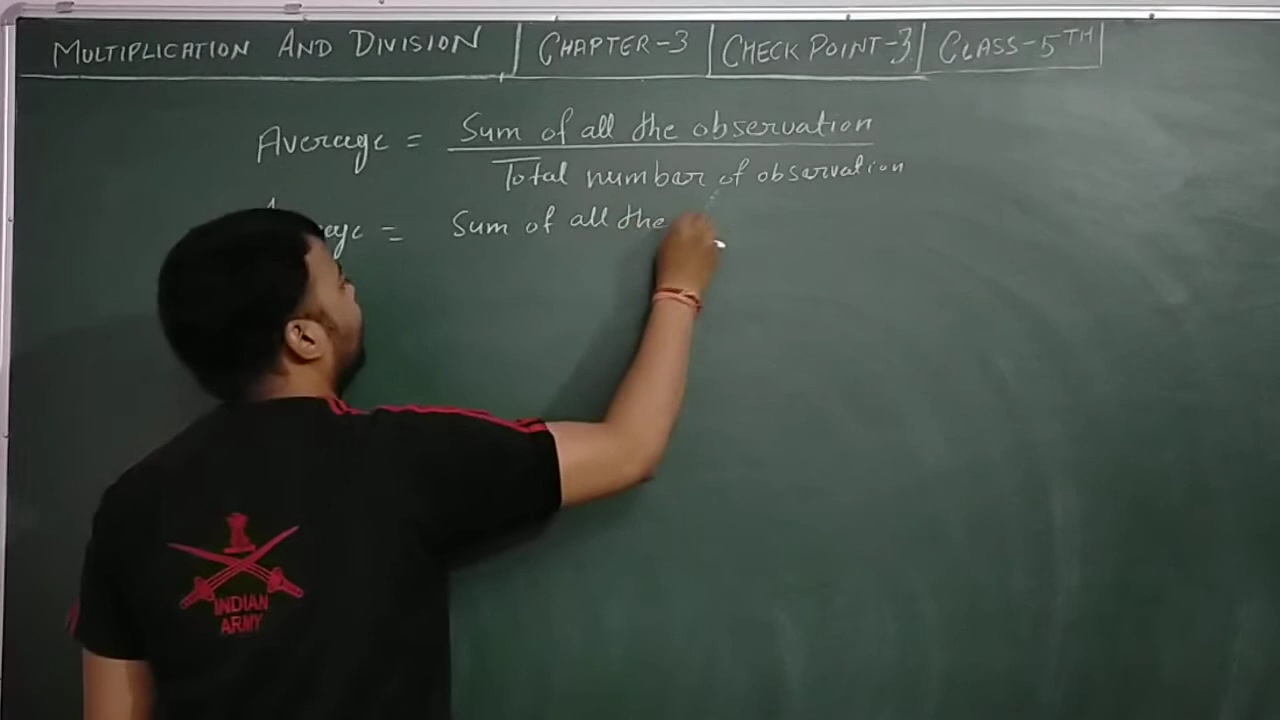 MULTIPLICATION AND DIVISION | CHAPTER-3 | CHECK POINT-3 | CLASS-5TH
Average = Sum of all the observation
Total number of observation
= Sum of all the
INDIAN
ARMY